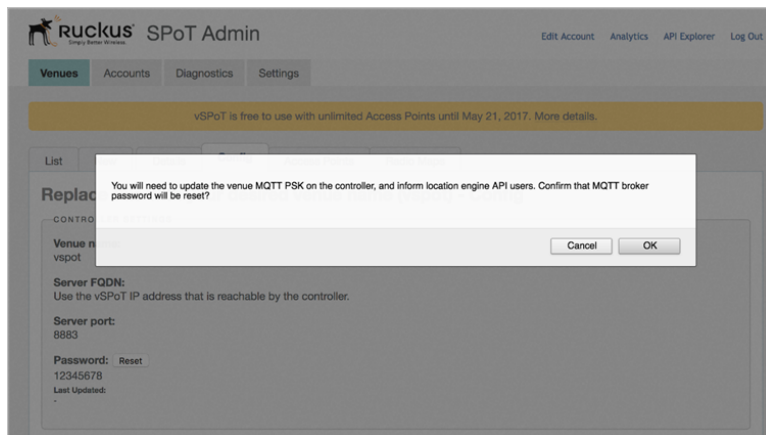 RUCKUS SPoT Admin
Simply Better Wireless.
Edit Account Analytics API Explorer Log Out
Venues Accounts Diagnostics Settings
vSPoT is free to use with unlimited Access Points until May 21, 2017. More details.
List
Replac
You will need to update the venue MQTT PSK on the controller, and inform location engine API users. Confirm that MQTT broker
password will be reset?
Cancel OK
CONTRO
Venue n
vspot
Server FQDN:
Use the vSPoT IP address that is reachable by the controller.
Server port:
8883
Password: Reset
12345678
Last Updated:
-